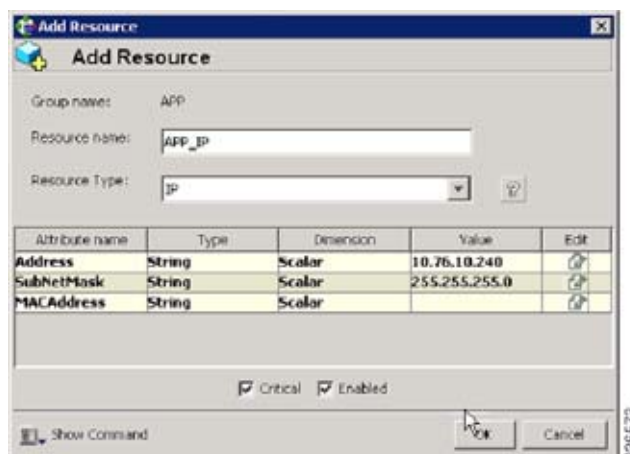 Add Resource
Add Resource
Group name: APP
Resource name: APP_IP
Resource Type: IP
Attribute name Type Dimension Value Edit
Address String Scalar 10.76.10.240
SubNetMask String Scalar 255.255.255.0
MACAddress String Scalar
Critical Enabled
Show Command OK Cancel